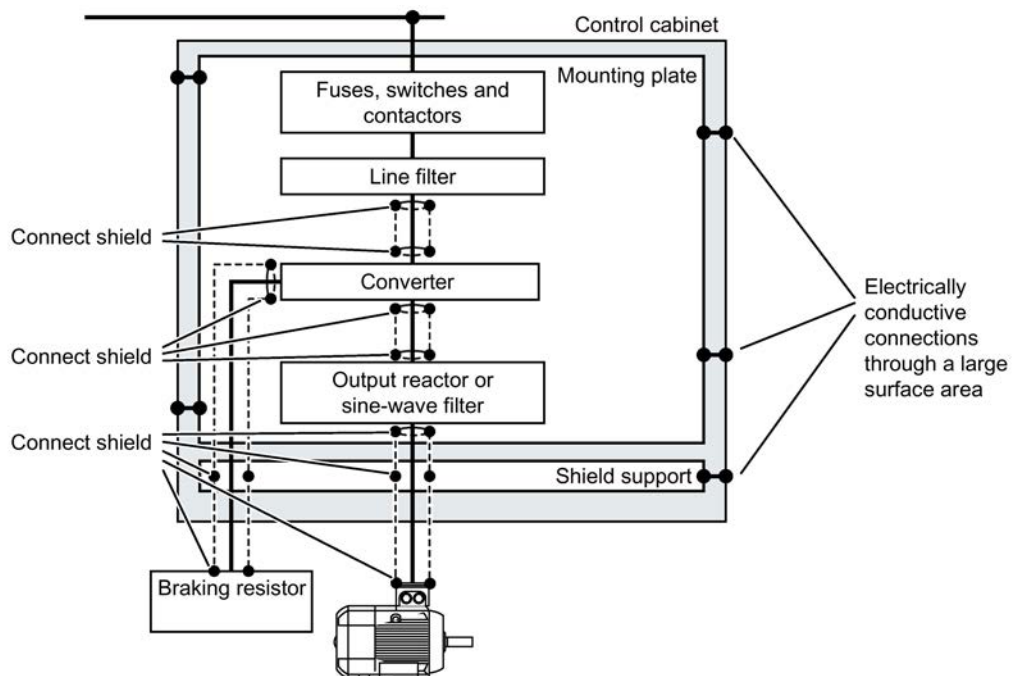 Control cabinet
Mounting plate
Fuses, switches and
contactors
Line filter
Connect shield
Converter
Electrically
conductive
connections
through a large
surface area
Connect shield
Output reactor or
sine-wave filter
Connect shield
Shield support
Braking resistor